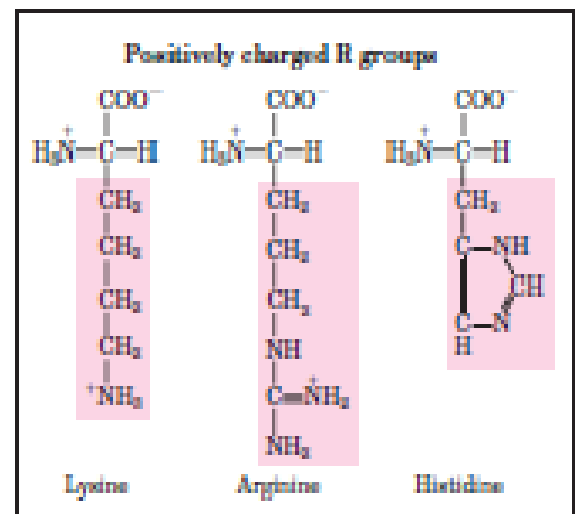 Positively charged R groups
COO⁻ COO⁻ COO⁻
H₃N⁺—C—H H₃N⁺—C—H H₃N⁺—C—H
CH₂ CH₂ CH₂
CH₂ CH₂ C—NH
CH
CH₂ CH₂ C—N
CH₂ NH H
⁺NH₃ C=N⁺H₂
NH₂
Lysine Arginine Histidine